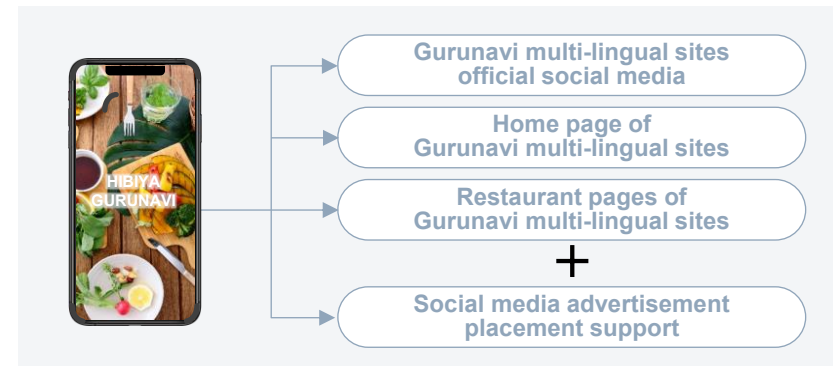 HIBIYA
GURUNAVI
Gurunavi multi-lingual sites
official social media
Home page of
Gurunavi multi-lingual sites
Restaurant pages of
Gurunavi multi-lingual sites
+
Social media advertisement
placement support